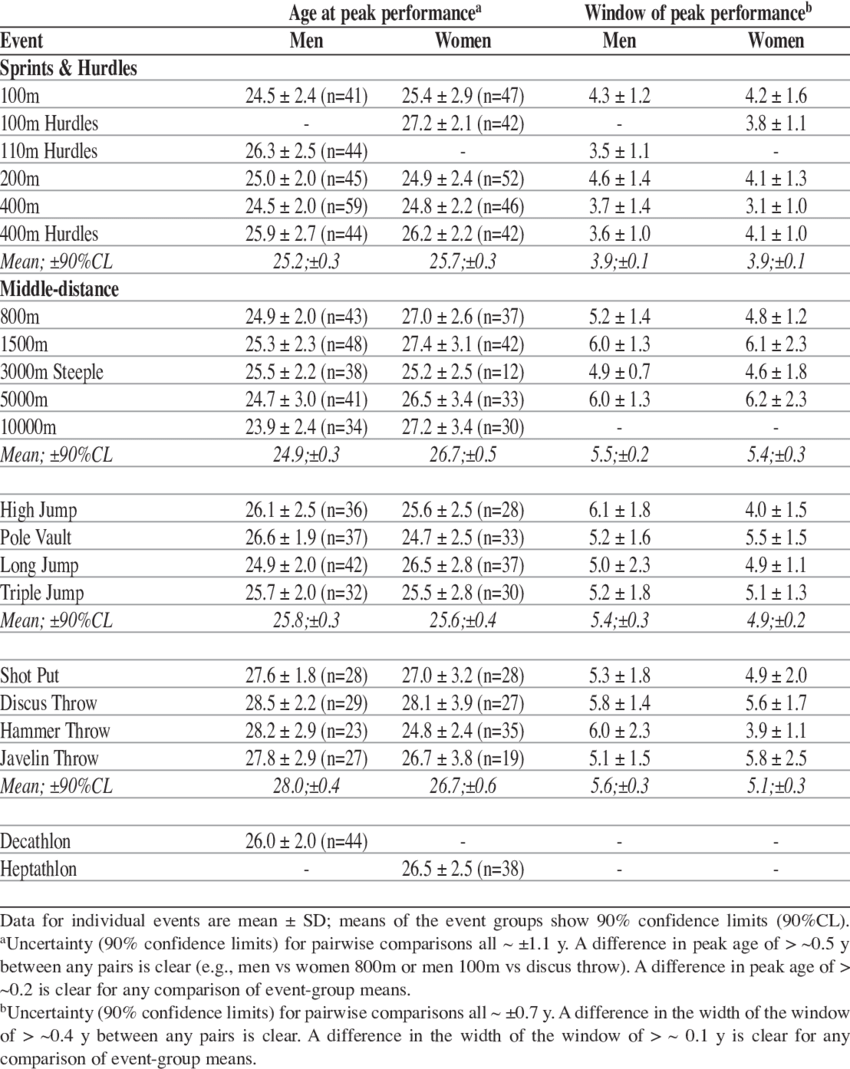 Age at peak performanceᵃ Window of peak performanceᵇ
Event Men Women Men Women
Sprints & Hurdles
100m 24.5 ± 2.4 (n=41) 25.4 ± 2.9 (n=47) 4.3 ± 1.2 4.2 ± 1.6
100m Hurdles - 27.2 ± 2.1 (n=42) - 3.8 ± 1.1
110m Hurdles 26.3 ± 2.5 (n=44) - 3.5 ± 1.1 -
200m 25.0 ± 2.0 (n=45) 24.9 ± 2.4 (n=52) 4.6 ± 1.4 4.1 ± 1.3
400m 24.5 ± 2.0 (n=59) 24.8 ± 2.2 (n=46) 3.7 ± 1.4 3.1 ± 1.0
400m Hurdles 25.9 ± 2.7 (n=44) 26.2 ± 2.2 (n=42) 3.6 ± 1.0 4.1 ± 1.0
Mean; ±90%CL 25.2;±0.3 25.7;±0.3 3.9;±0.1 3.9;±0.1
Middle-distance
800m 24.9 ± 2.0 (n=43) 27.0 ± 2.6 (n=37) 5.2 ± 1.4 4.8 ± 1.2
1500m 25.3 ± 2.3 (n=48) 27.4 ± 3.1 (n=42) 6.0 ± 1.3 6.1 ± 2.3
3000m Steeple 25.5 ± 2.2 (n=38) 25.2 ± 2.5 (n=12) 4.9 ± 0.7 4.6 ± 1.8
5000m 24.7 ± 3.0 (n=41) 26.5 ± 3.4 (n=33) 6.0 ± 1.3 6.2 ± 2.3
10000m 23.9 ± 2.4 (n=34) 27.2 ± 3.4 (n=30) - -
Mean; ±90%CL 24.9;±0.3 26.7;±0.5 5.5;±0.2 5.4;±0.3
High Jump 26.1 ± 2.5 (n=36) 25.6 ± 2.5 (n=28) 6.1 ± 1.8 4.0 ± 1.5
Pole Vault 26.6 ± 1.9 (n=37) 24.7 ± 2.5 (n=33) 5.2 ± 1.6 5.5 ± 1.5
Long Jump 24.9 ± 2.0 (n=42) 26.5 ± 2.8 (n=37) 5.0 ± 2.3 4.9 ± 1.1
Triple Jump 25.7 ± 2.0 (n=32) 25.5 ± 2.8 (n=30) 5.2 ± 1.8 5.1 ± 1.3
Mean; ±90%CL 25.8;±0.3 25.6;±0.4 5.4;±0.3 4.9;±0.2
Shot Put 27.6 ± 1.8 (n=28) 27.0 ± 3.2 (n=28) 5.3 ± 1.8 4.9 ± 2.0
Discus Throw 28.5 ± 2.2 (n=29) 28.1 ± 3.9 (n=27) 5.8 ± 1.4 5.6 ± 1.7
Hammer Throw 28.2 ± 2.9 (n=23) 24.8 ± 2.4 (n=35) 6.0 ± 2.3 3.9 ± 1.1
Javelin Throw 27.8 ± 2.9 (n=27) 26.7 ± 3.8 (n=19) 5.1 ± 1.5 5.8 ± 2.5
Mean; ±90%CL 28.0;±0.4 26.7;±0.6 5.6;±0.3 5.1;±0.3
Decathlon 26.0 ± 2.0 (n=44) - - -
Heptathlon - 26.5 ± 2.5 (n=38) - -
Data for individual events are mean ± SD; means of the event groups show 90% confidence limits (90%CL).
ᵃUncertainty (90% confidence limits) for pairwise comparisons all ~ ±1.1 y. A difference in peak age of > ~0.5 y
between any pairs is clear (e.g., men vs women 800m or men 100m vs discus throw). A difference in peak age of >
~0.2 is clear for any comparison of event-group means.
ᵇUncertainty (90% confidence limits) for pairwise comparisons all ~ ±0.7 y. A difference in the width of the window
of > ~0.4 y between any pairs is clear. A difference in the width of the window of > ~ 0.1 y is clear for any
comparison of event-group means.